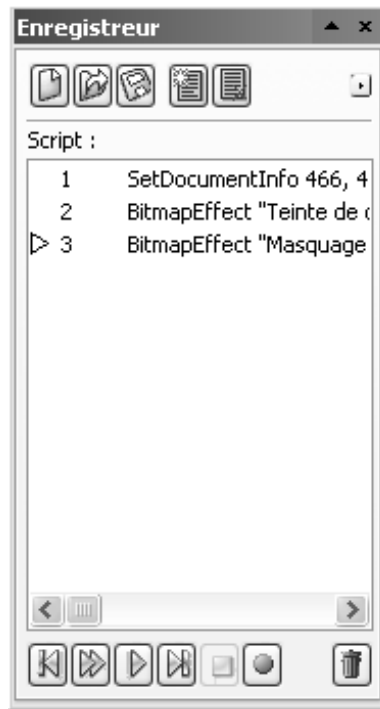 Enregistreur
Script :
1 SetDocumentInfo 466, 4
2 BitmapEffect "Teinte de
3 BitmapEffect "Masquage